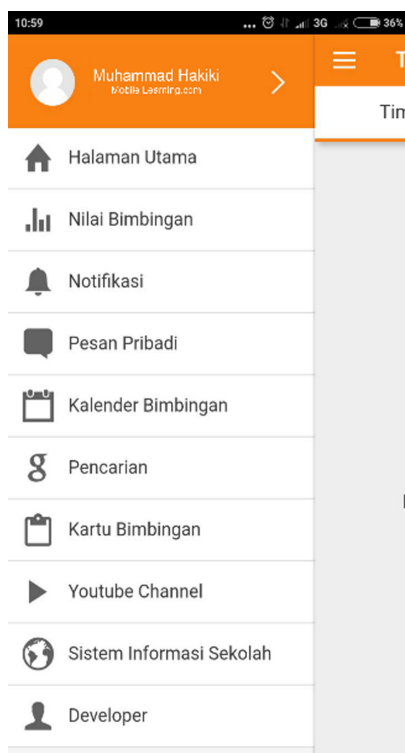 10:59 ... 3G 36%
Muhammad Hakiki
Mobile Learning.com
T
Tim
Halaman Utama
Nilai Bimbingan
Notifikasi
Pesan Pribadi
Kalender Bimbingan
Pencarian
Kartu Bimbingan
Youtube Channel
Sistem Informasi Sekolah
Developer